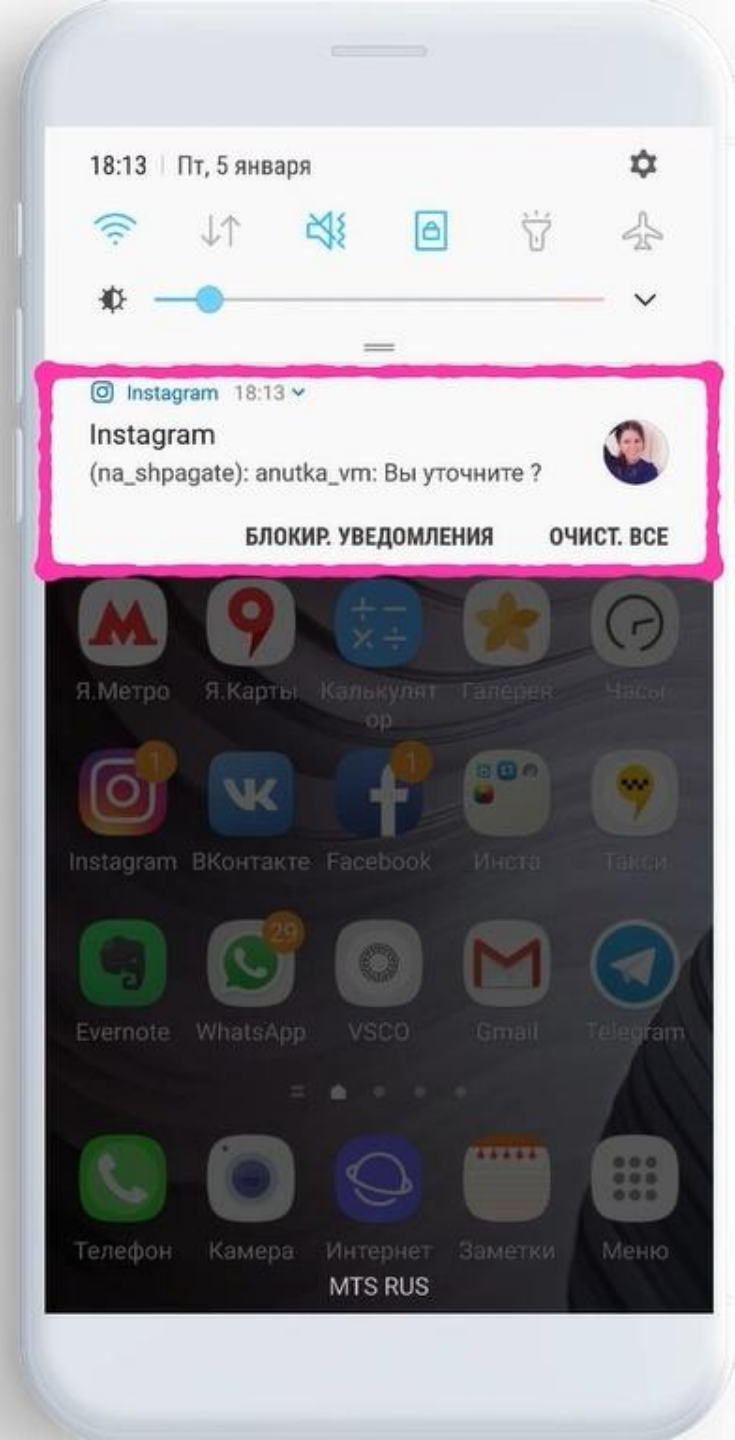 18:13 | Пт, 5 января
Instagram 18:13
Instagram
(na_shpagate): anutka_vm: Вы уточните ?
БЛОКИР. УВЕДОМЛЕНИЯ ОЧИСТ. ВСЕ
Я.Метро Я.Карты Калькулят Галерея Часы
ор
1 1
Instagram ВКонтакте Facebook Инста Такси
29
Evernote WhatsApp VSCO Gmail Telegram
Телефон Камера Интернет Заметки Меню
MTS RUS